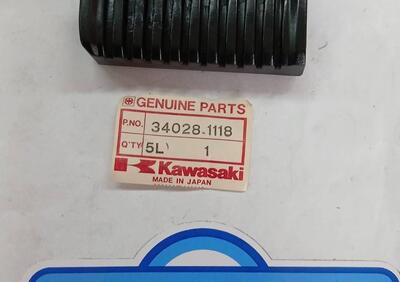 GENUINE PARTS
P.NO. 34028-1118
Q'TY 5L) 1
Kawasaki
MADE IN JAPAN